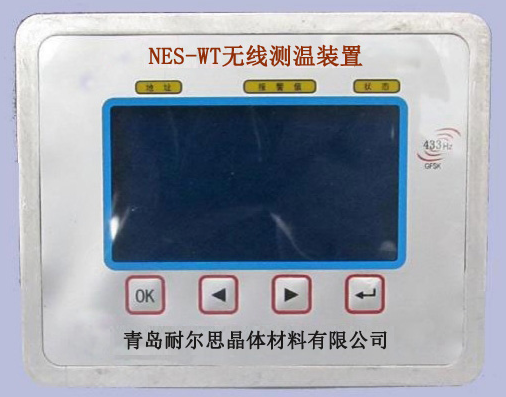 NES-WT无线测温装置
地址 报警值 状态
433Hz
GFSK
OK
青岛耐尔思晶体材料有限公司